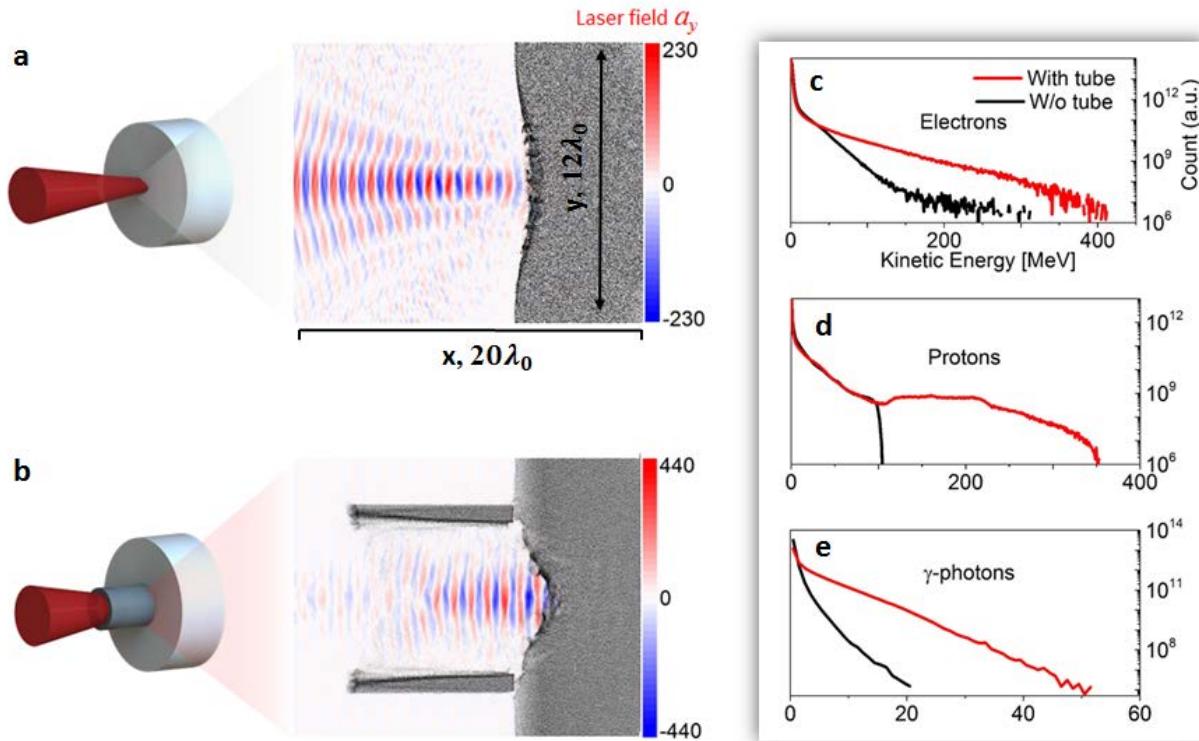 Laser field a_y
a
230
0
-230
y, 12λ₀
x, 20λ₀
b
440
0
-440
c
With tube
W/o tube
Electrons
10¹²
10⁹
10⁶
Count (a.u.)
0 200 400
Kinetic Energy [MeV]
d
Protons
10¹²
10⁹
10⁶
0 200 400
e
γ-photons
10¹⁴
10¹¹
10⁸
0 20 40 60